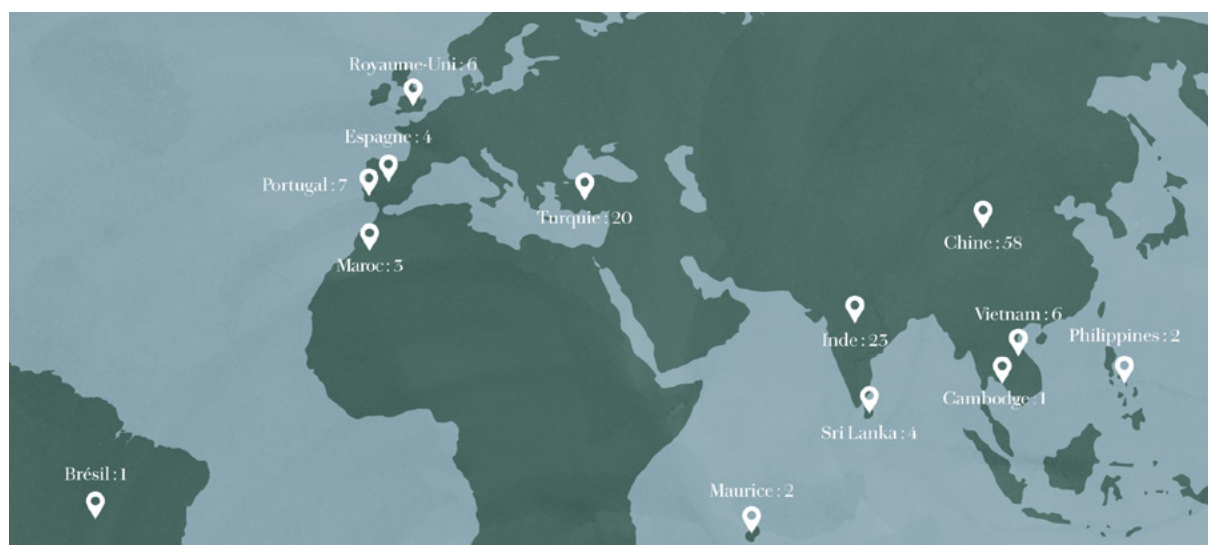 Royaume-Uni : 6
Espagne : 4
Portugal : 7
Turquie : 20
Chine : 58
Maroc : 3
Vietnam : 6
Inde : 23
Philippines : 2
Cambodge : 1
Sri Lanka : 4
Brésil : 1
Maurice : 2